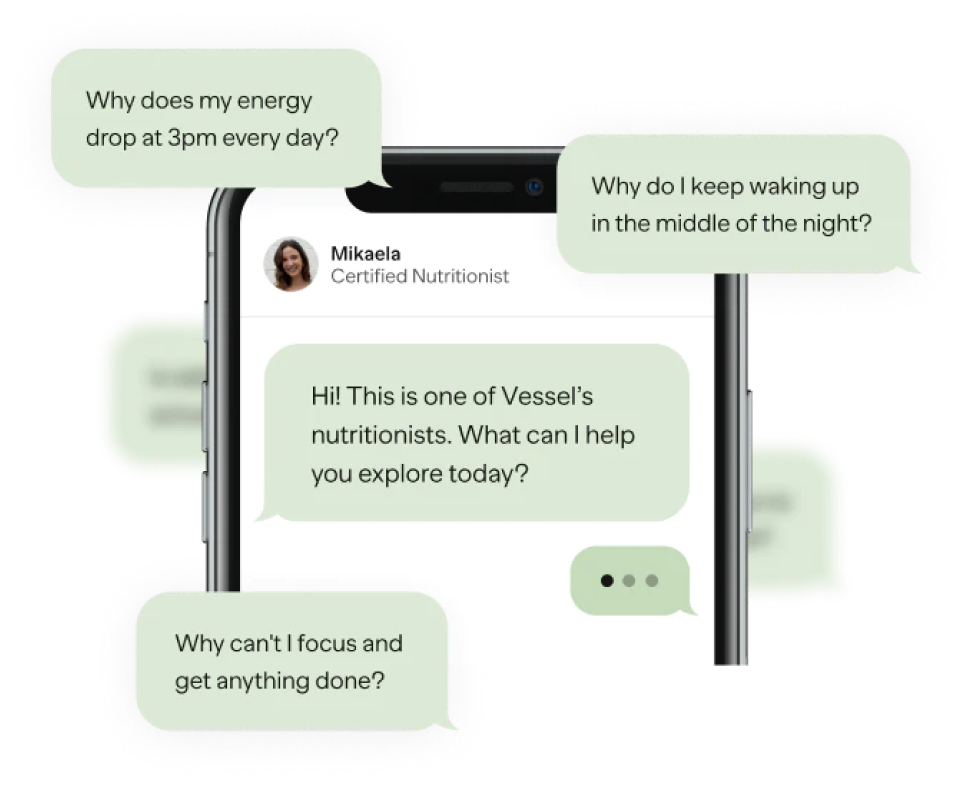 Why does my energy
drop at 3pm every day?
Why do I keep waking up
in the middle of the night?
Mikaela
Certified Nutritionist
Hi! This is one of Vessel’s
nutritionists. What can I help
you explore today?
Why can't I focus and
get anything done?